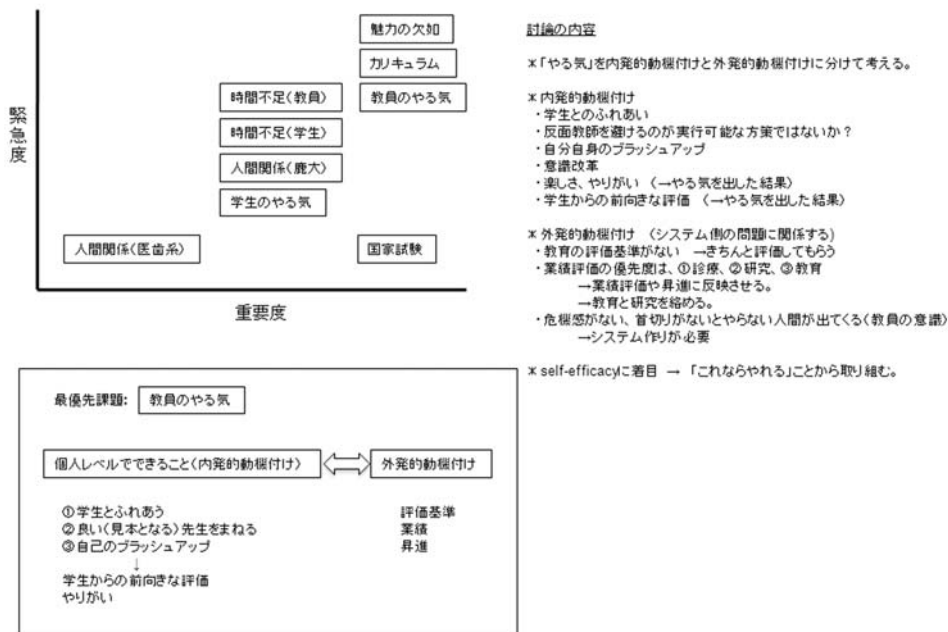 緊急度
魅力の欠如
カリキュラム
時間不足(教員)
教員のやる気
時間不足(学生)
人間関係(鹿大)
学生のやる気
人間関係(医歯系)
国家試験
重要度
討論の内容
*「やる気」を内発的動機付けと外発的動機付けに分けて考える。
*内発的動機付け
・学生とのふれあい
・反面教師を避けるのが実行可能な方策ではないか?
・自分自身のブラッシュアップ
・意識改革
・楽しさ、やりがい (→やる気を出した結果)
・学生からの前向きな評価 (→やる気を出した結果)
*外発的動機付け (システム側の問題に関係する)
・教育の評価基準がない →きちんと評価してもらう
・業績評価の優先度は、①診療、②研究、③教育
→業績評価や昇進に反映させる。
→教育と研究を絡める。
・危機感がない、首切りがないとやらない人間が出てくる(教員の意識)
→システム作りが必要
*self-efficacyに着目 → 「これならやれる」ことから取り組む。
最優先課題: 教員のやる気
個人レベルでできること(内発的動機付け) 外発的動機付け
①学生とふれあう 評価基準
②良い(見本となる)先生をまねる 業績
③自己のブラッシュアップ 昇進
↓
学生からの前向きな評価
やりがい